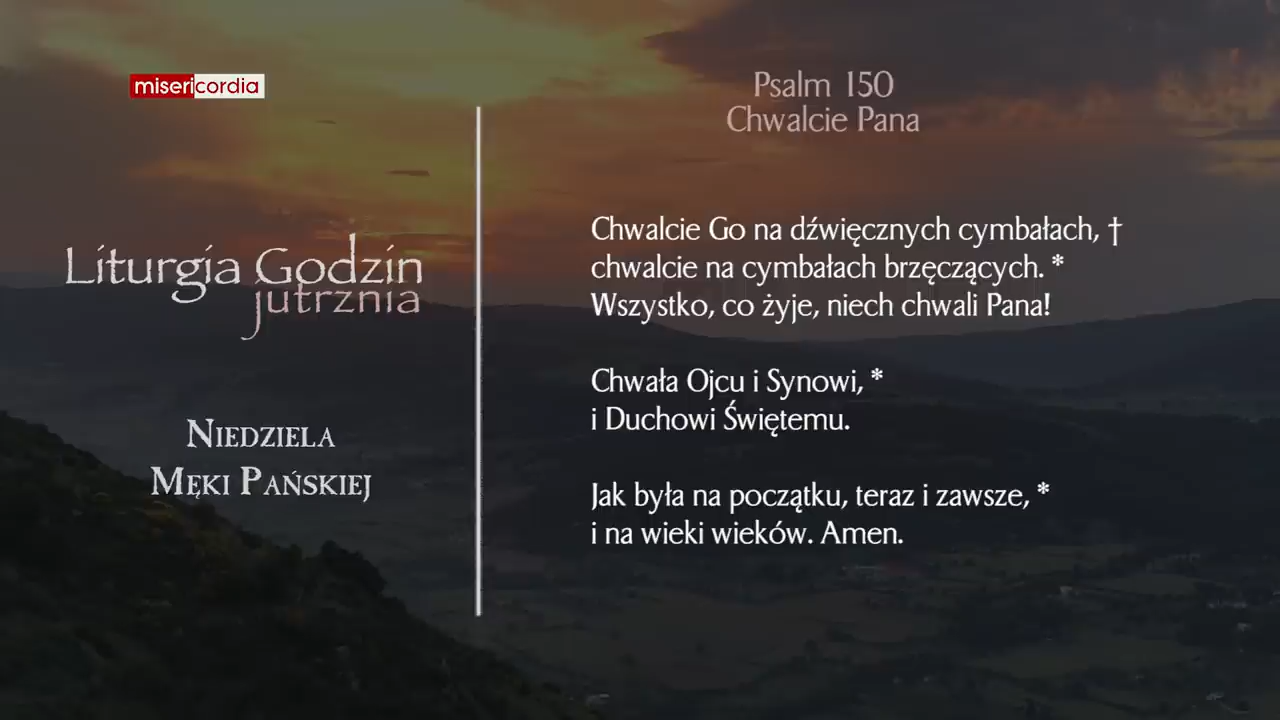 misericordia
Liturgia Godzin
jutrznia
Niedziela
Męki Pańskiej
Psalm 150
Chwalcie Pana
Chwalcie Go na dźwięcznych cymbałach, †
chwalcie na cymbałach brzęczących. *
Wszystko, co żyje, niech chwali Pana!
Chwała Ojcu i Synowi, *
i Duchowi Świętemu.
Jak była na początku, teraz i zawsze, *
i na wieki wieków. Amen.